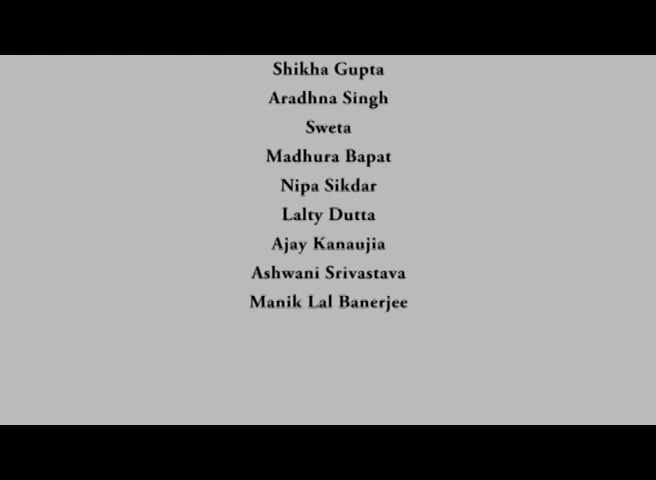 Shikha Gupta
Aradhna Singh
Sweta
Madhura Bapat
Nipa Sikdar
Lalty Dutta
Ajay Kanaujia
Ashwani Srivastava
Manik Lal Banerjee